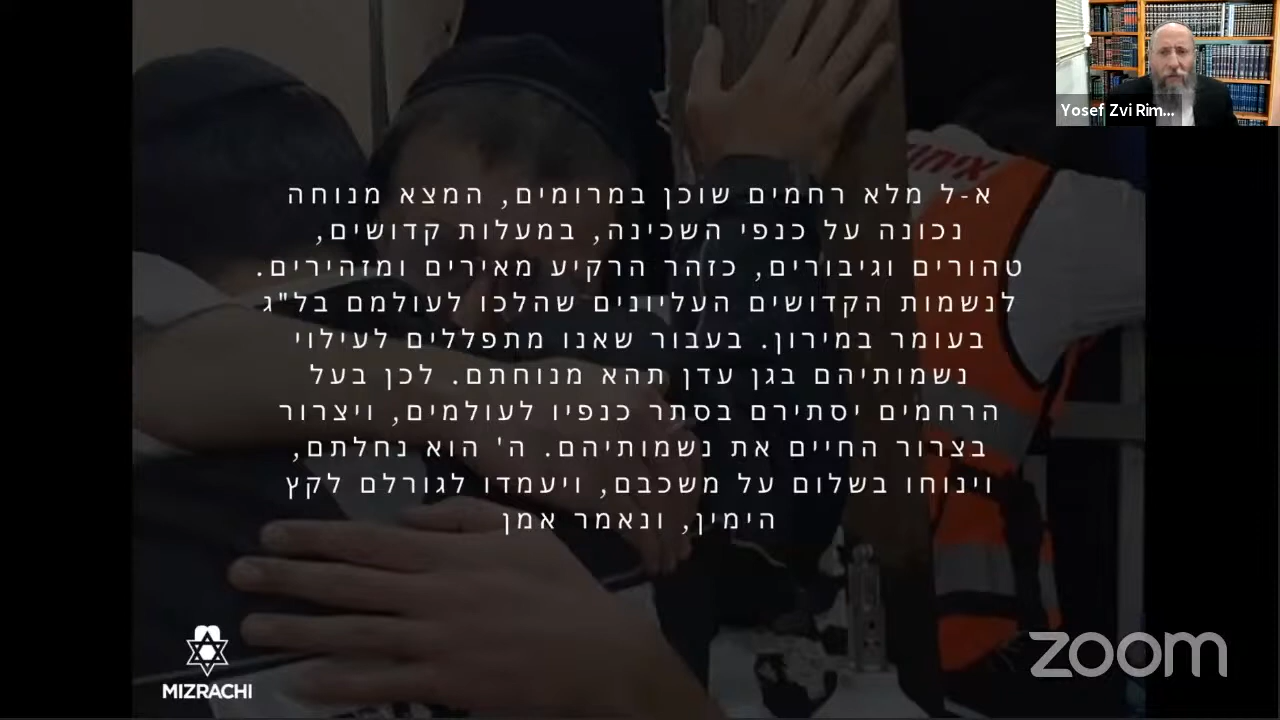 Yosef Zvi Rim...
איחו
א-ל מלא רחמים שוכן במרומים, המצא מנוחה
נכונה על כנפי השכינה, במעלות קדושים,
טהורים וגיבורים, כזהר הרקיע מאירים ומזהירים.
לנשמות הקדושים העליונים שהלכו לעולמם בל"ג
בעומר במירון. בעבור שאנו מתפללים לעילוי
נשמותיהם בגן עדן תהא מנוחתם. לכן בעל
הרחמים יסתירם בסתר כנפיו לעולמים, ויצרור
בצרור החיים את נשמותיהם. ה' הוא נחלתם,
וינוחו בשלום על משכבם, ויעמדו לגורלם לקץ
הימין, ונאמר אמן
MIZRACHI
zoom